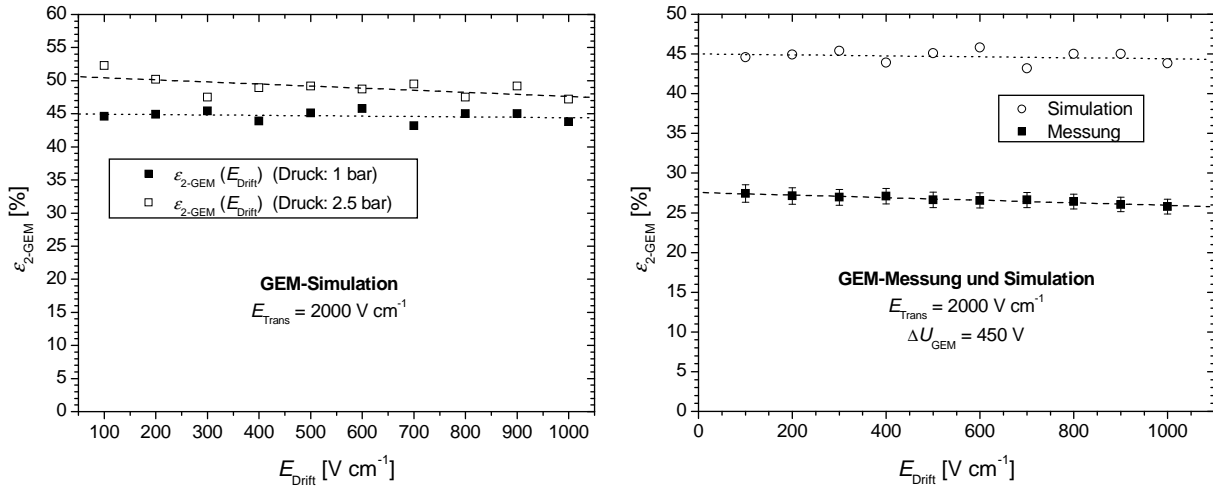 60
55
50
45
40
35
30
25
20
15
10
5
0
ε2-GEM [%]
ε2-GEM (EDrift) (Druck: 1 bar)
ε2-GEM (EDrift) (Druck: 2.5 bar)
GEM-Simulation
ETrans = 2000 V cm-1
100 200 300 400 500 600 700 800 900 1000
EDrift [V cm-1]
50
45
40
35
30
25
20
15
10
5
0
ε2-GEM [%]
Simulation
Messung
GEM-Messung und Simulation
ETrans = 2000 V cm-1
ΔUGEM = 450 V
0 200 400 600 800 1000
EDrift [V cm-1]